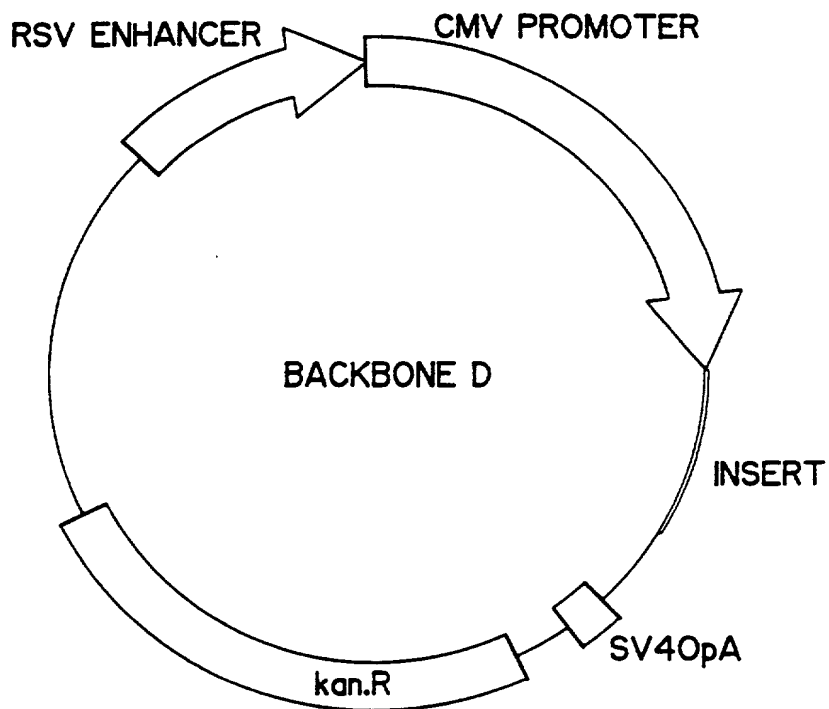 RSV ENHANCER
CMV PROMOTER
BACKBONE D
INSERT
SV40pA
kan.R